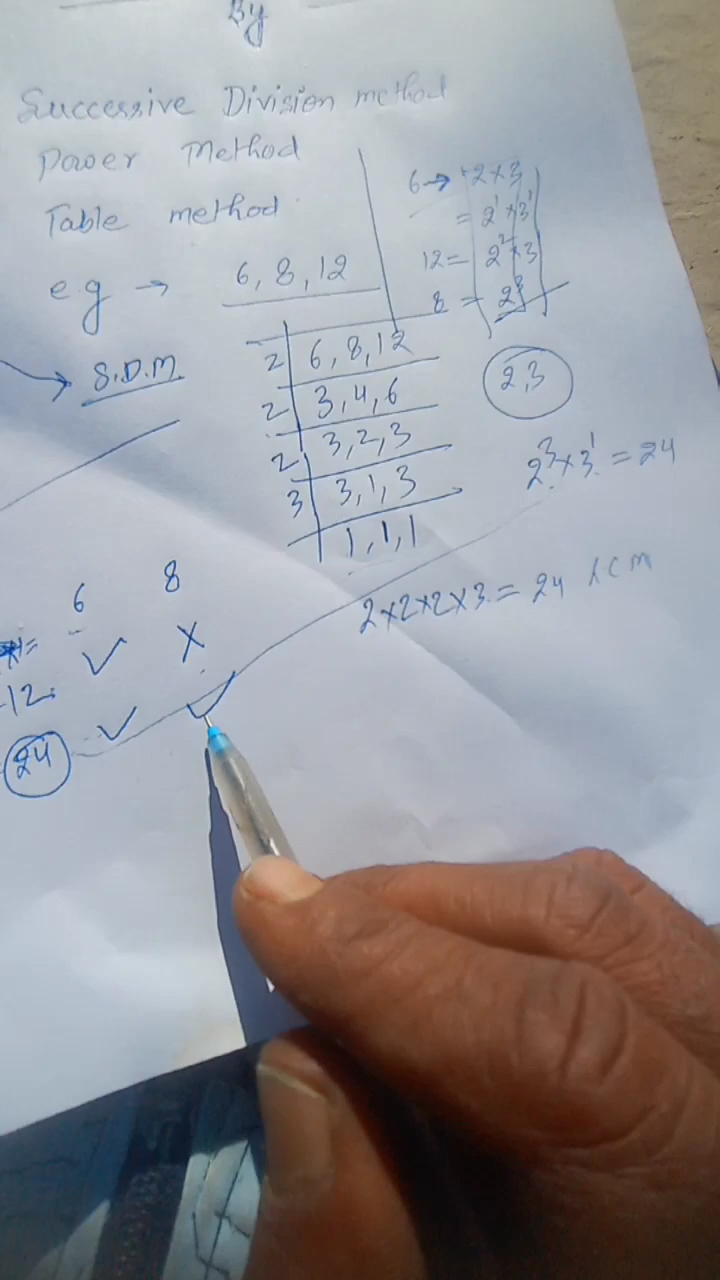 By
Successive Division method
Power Method
Table method
eg → 6, 8, 12
6 → 2×3
= 2¹×3¹
12 = 2²×3
8 = 2³
S.D.M.
2 | 6, 8, 12
2 | 3, 4, 6
2 | 3, 2, 3
3 | 3, 1, 3
1, 1, 1
2,3
2³×3¹ = 24
2×2×2×3 = 24 LCM
6 8
✓ X
12
24 ✓ ✓